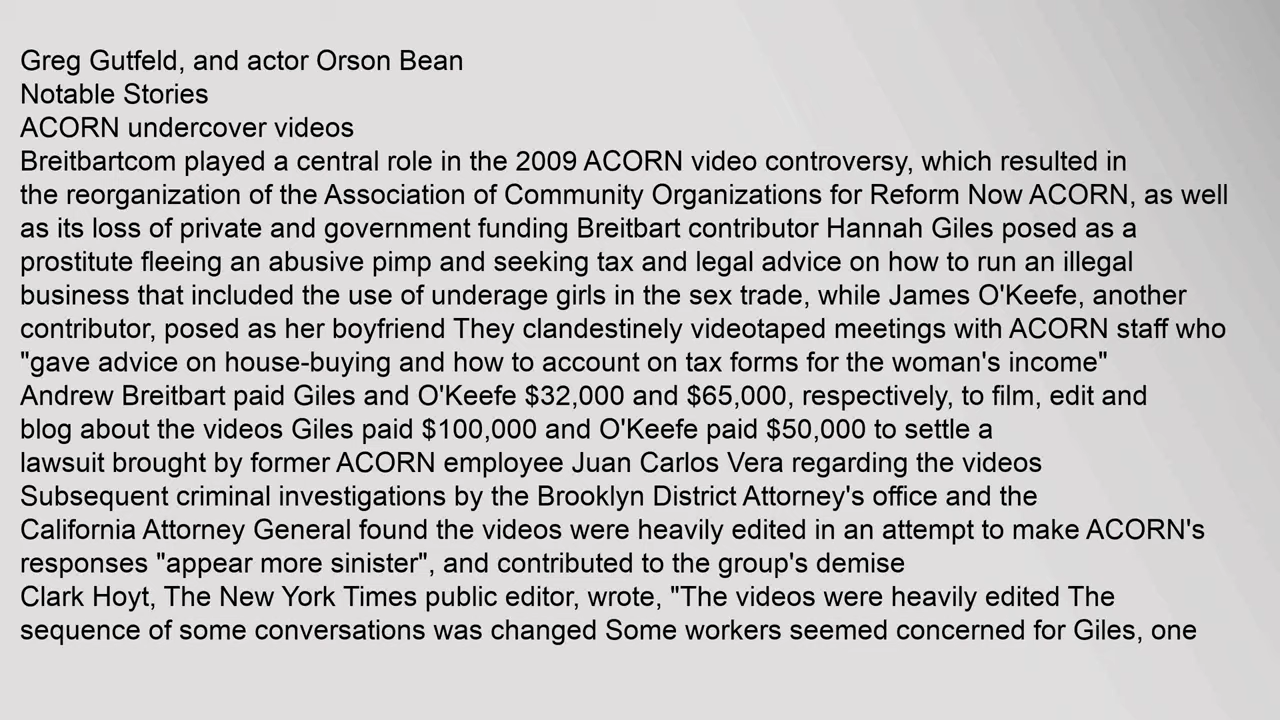 Greg Gutfeld, and actor Orson Bean
Notable Stories
ACORN undercover videos
Breitbartcom played a central role in the 2009 ACORN video controversy, which resulted in
the reorganization of the Association of Community Organizations for Reform Now ACORN, as well
as its loss of private and government funding Breitbart contributor Hannah Giles posed as a
prostitute fleeing an abusive pimp and seeking tax and legal advice on how to run an illegal
business that included the use of underage girls in the sex trade, while James O'Keefe, another
contributor, posed as her boyfriend They clandestinely videotaped meetings with ACORN staff who
"gave advice on house-buying and how to account on tax forms for the woman's income"
Andrew Breitbart paid Giles and O'Keefe $32,000 and $65,000, respectively, to film, edit and
blog about the videos Giles paid $100,000 and O'Keefe paid $50,000 to settle a
lawsuit brought by former ACORN employee Juan Carlos Vera regarding the videos
Subsequent criminal investigations by the Brooklyn District Attorney's office and the
California Attorney General found the videos were heavily edited in an attempt to make ACORN's
responses "appear more sinister", and contributed to the group's demise
Clark Hoyt, The New York Times public editor, wrote, "The videos were heavily edited The
sequence of some conversations was changed Some workers seemed concerned for Giles, one